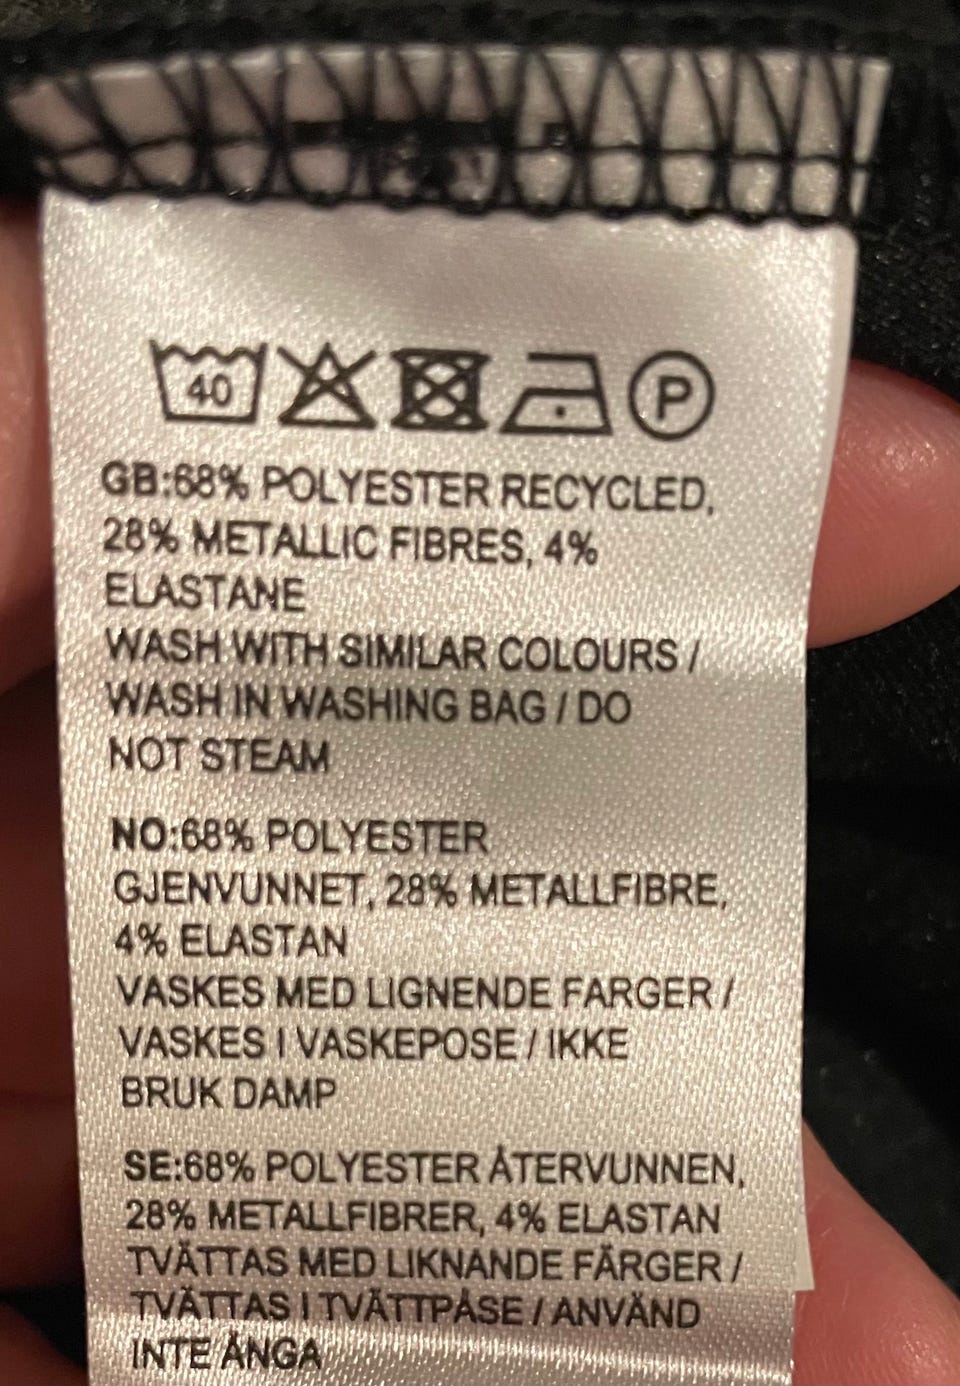 40 P
GB:68% POLYESTER RECYCLED,
28% METALLIC FIBRES, 4%
ELASTANE
WASH WITH SIMILAR COLOURS /
WASH IN WASHING BAG / DO
NOT STEAM
NO:68% POLYESTER
GJENVUNNET, 28% METALLFIBRE,
4% ELASTAN
VASKES MED LIGNENDE FARGER /
VASKES I VASKEPOSE / IKKE
BRUK DAMP
SE:68% POLYESTER ÅTERVUNNEN,
28% METALLFIBRER, 4% ELASTAN
TVÄTTAS MED LIKNANDE FÄRGER /
TVÄTTAS I TVÄTTPÅSE / ANVÄND
INTE ÅNGA